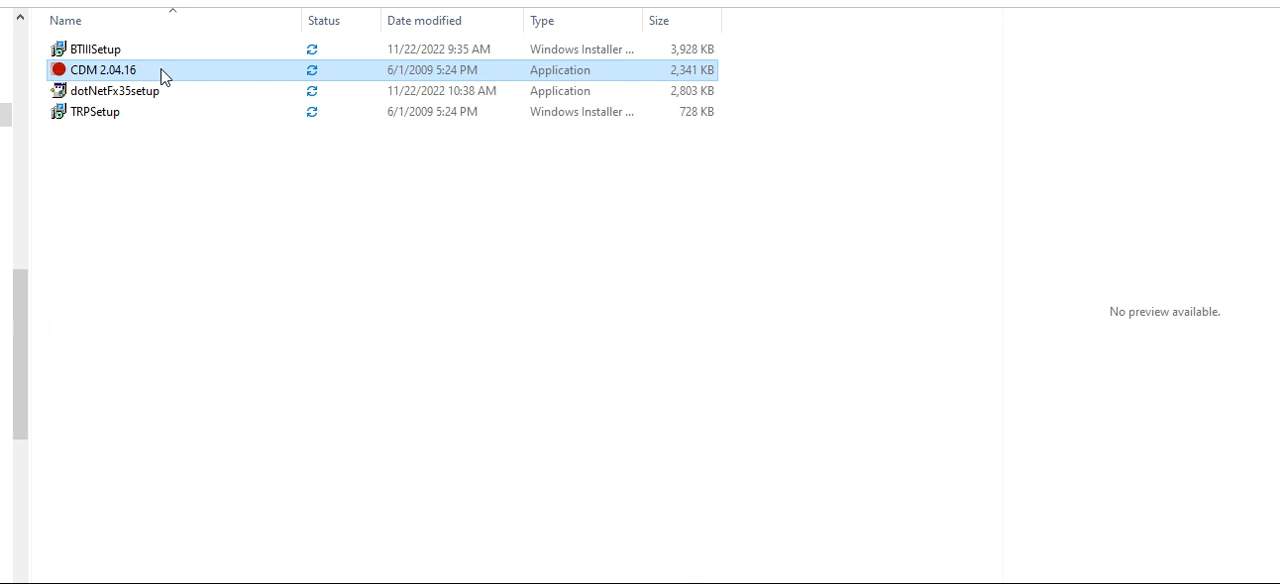 Name Status Date modified Type Size
BTIIISetup 11/22/2022 9:35 AM Windows Installer ... 3,928 KB
CDM 2.04.16 6/1/2009 5:24 PM Application 2,341 KB
dotNetFx35setup 11/22/2022 10:38 AM Application 2,803 KB
TRPSetup 6/1/2009 5:24 PM Windows Installer ... 728 KB
No preview available.